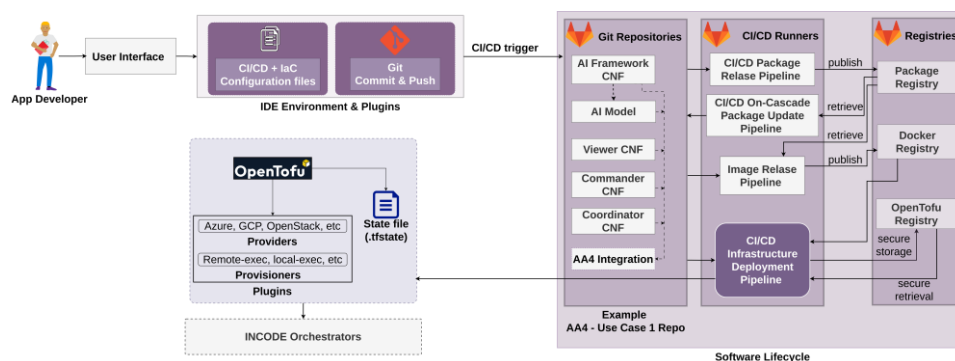 App Developer
User Interface
CI/CD + IaC
Configuration files
Git
Commit & Push
IDE Environment & Plugins
CI/CD trigger
Git Repositories
AI Framework
CNF
AI Model
Viewer CNF
Commander
CNF
Coordinator
CNF
AA4 Integration
Example
AA4 - Use Case 1 Repo
CI/CD Runners
CI/CD Package
Relase Pipeline
CI/CD On-Cascade
Package Update
Pipeline
Image Relase
Pipeline
CI/CD
Infrastructure
Deployment
Pipeline
publish
retrieve
retrieve
publish
secure
storage
secure
retrieval
Registries
Package
Registry
Docker
Registry
OpenTofu
Registry
Software Lifecycle
OpenTofu
State file
(.tfstate)
Azure, GCP, OpenStack, etc
Providers
Remote-exec, local-exec, etc
Provisioners
Plugins
INCODE Orchestrators